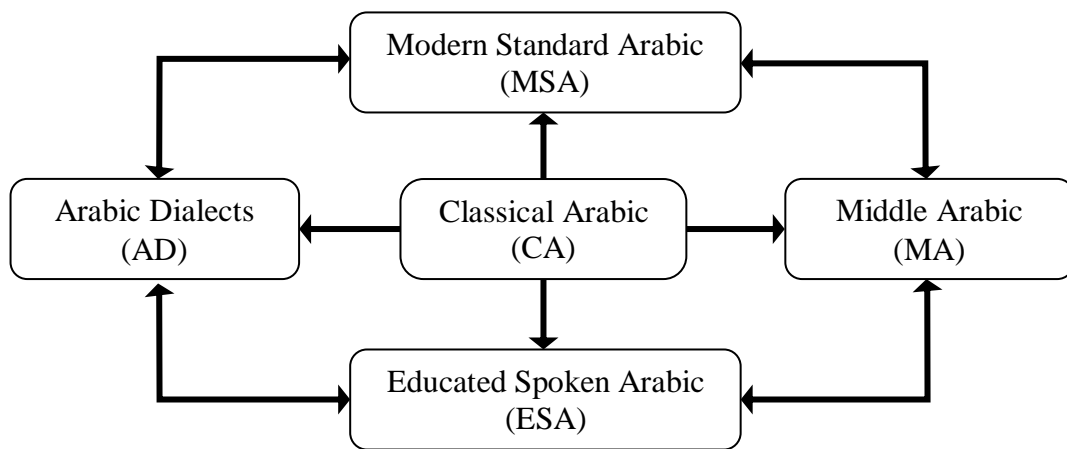 Modern Standard Arabic
(MSA)
Arabic Dialects
(AD)
Classical Arabic
(CA)
Middle Arabic
(MA)
Educated Spoken Arabic
(ESA)